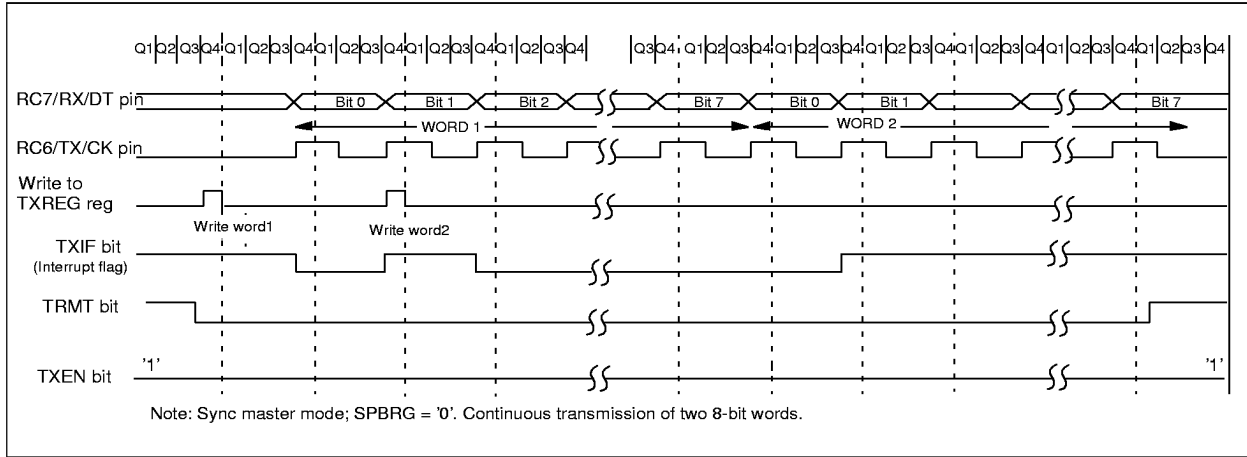 Q1 Q2 Q3 Q4 Q1 Q2 Q3 Q4 Q1 Q2 Q3 Q4 Q1 Q2 Q3 Q4 Q1 Q2 Q3 Q4 Q3 Q4 Q1 Q2 Q3 Q4 Q1 Q2 Q3 Q4 Q1 Q2 Q3 Q4 Q1 Q2 Q3 Q4 Q1 Q2 Q3 Q4 Q1 Q2 Q3 Q4
RC7/RX/DT pin Bit 0 Bit 1 Bit 2 Bit 7 Bit 0 Bit 1 Bit 7
WORD 1 WORD 2
RC6/TX/CK pin
Write to
TXREG reg
Write word1 Write word2
TXIF bit
(Interrupt flag)
TRMT bit
'1' '1'
TXEN bit
Note: Sync master mode; SPBRG = '0'. Continuous transmission of two 8-bit words.